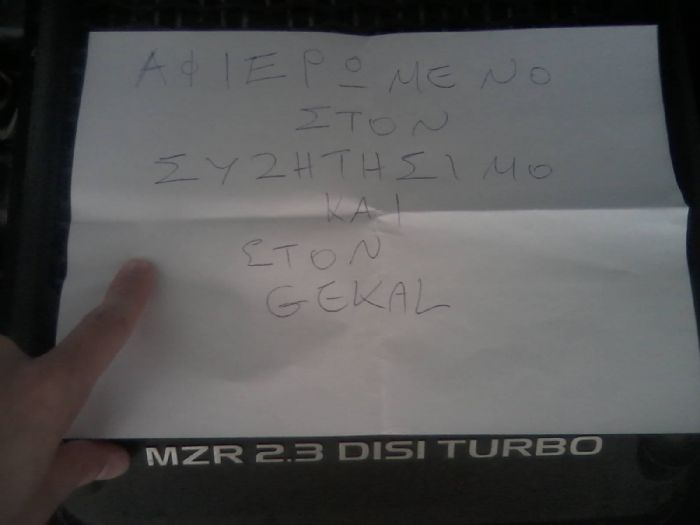 ΑΦΙΕΡΩΜΕΝΟ
ΣΤΟΝ
ΣΥΖΗΤΗΣΙΜΟ
ΚΑΙ
ΣΤΟΝ
GEKAL
MZR 2.3 DISI TURBO